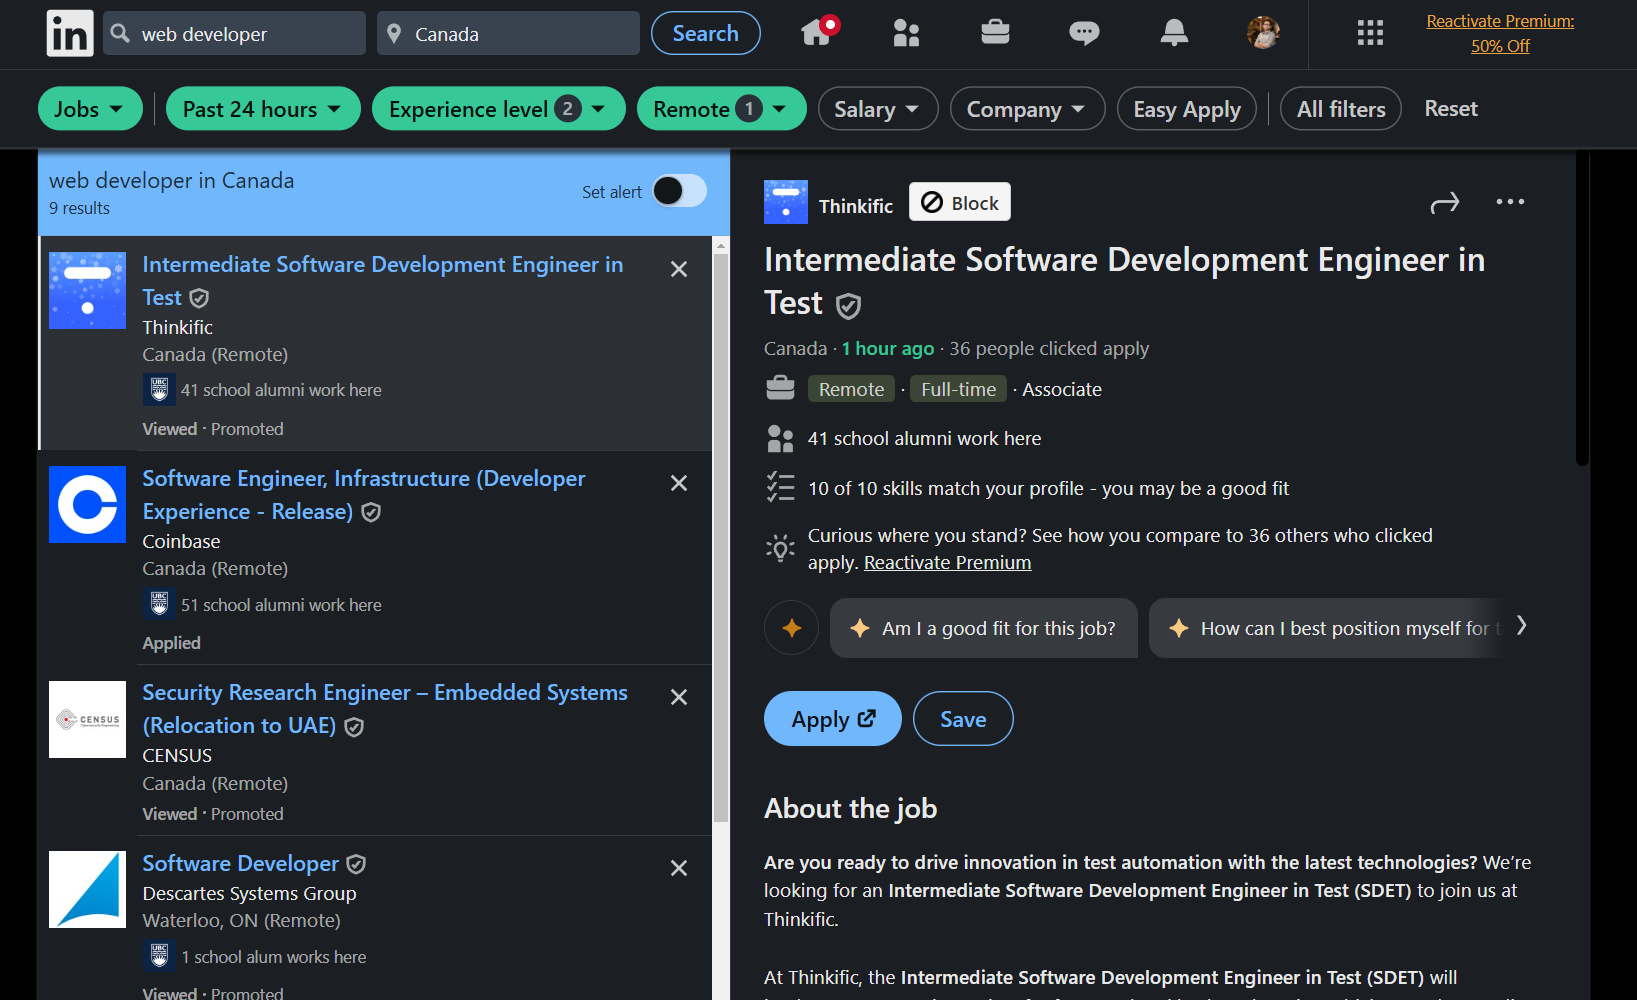 in
web developer
Canada
Search
Reactivate Premium:
50% Off
Jobs
Past 24 hours
Experience level 2
Remote 1
Salary
Company
Easy Apply
All filters
Reset
web developer in Canada
9 results
Set alert
Intermediate Software Development Engineer in
Test
Thinkific
Canada (Remote)
UBC
41 school alumni work here
Viewed · Promoted
Software Engineer, Infrastructure (Developer
Experience - Release)
Coinbase
Canada (Remote)
UBC
51 school alumni work here
Applied
CENSUS
Security Research Engineer – Embedded Systems
(Relocation to UAE)
CENSUS
Canada (Remote)
Viewed · Promoted
Software Developer
Descartes Systems Group
Waterloo, ON (Remote)
UBC
1 school alum works here
Viewed · Promoted
Thinkific
Block
Intermediate Software Development Engineer in
Test
Canada · 1 hour ago · 36 people clicked apply
Remote · Full-time · Associate
41 school alumni work here
10 of 10 skills match your profile - you may be a good fit
Curious where you stand? See how you compare to 36 others who clicked
apply. Reactivate Premium
Am I a good fit for this job?
How can I best position myself for
Apply
Save
About the job
Are you ready to drive innovation in test automation with the latest technologies? We’re
looking for an Intermediate Software Development Engineer in Test (SDET) to join us at
Thinkific.
At Thinkific, the Intermediate Software Development Engineer in Test (SDET) will